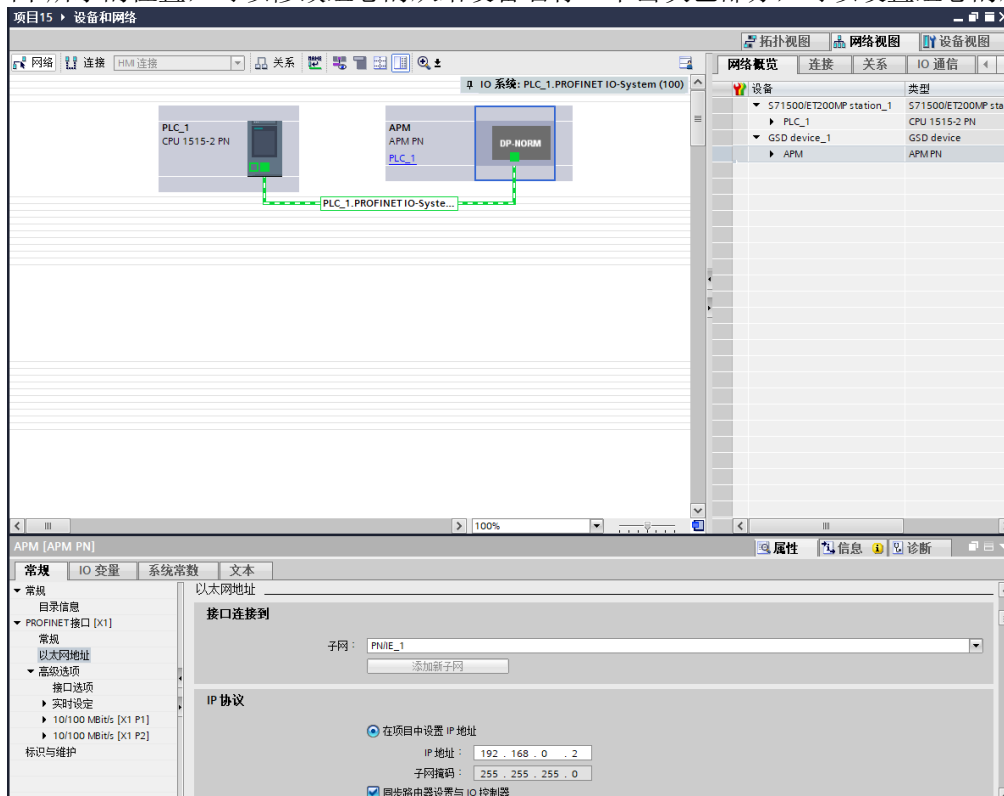 项目15 ▸ 设备和网络
拓扑视图 网络视图 设备视图
网络 连接 HMI 连接 关系
网络概览 连接 关系 IO 通信
IO 系统: PLC_1.PROFINET IO-System (100)
设备 类型
S71500/ET200MP station_1 S71500/ET200MP sta
PLC_1 CPU 1515-2 PN
GSD device_1 GSD device
APM APM PN
PLC_1
CPU 1515-2 PN
APM
APM PN
DP-NORM
PLC_1
PLC_1.PROFINET IO-Syste...
100%
APM [APM PN]
属性 信息 诊断
常规 IO 变量 系统常数 文本
常规
目录信息
PROFINET接口 [X1]
常规
以太网地址
高级选项
接口选项
实时设定
10/100 MBit/s [X1 P1]
10/100 MBit/s [X1 P2]
标识与维护
以太网地址
接口连接到
子网: PN/IE_1
添加新子网
IP 协议
在项目中设置 IP 地址
IP 地址: 192 . 168 . 0 . 2
子网掩码: 255 . 255 . 255 . 0
同步路由器设置与 IO 控制器